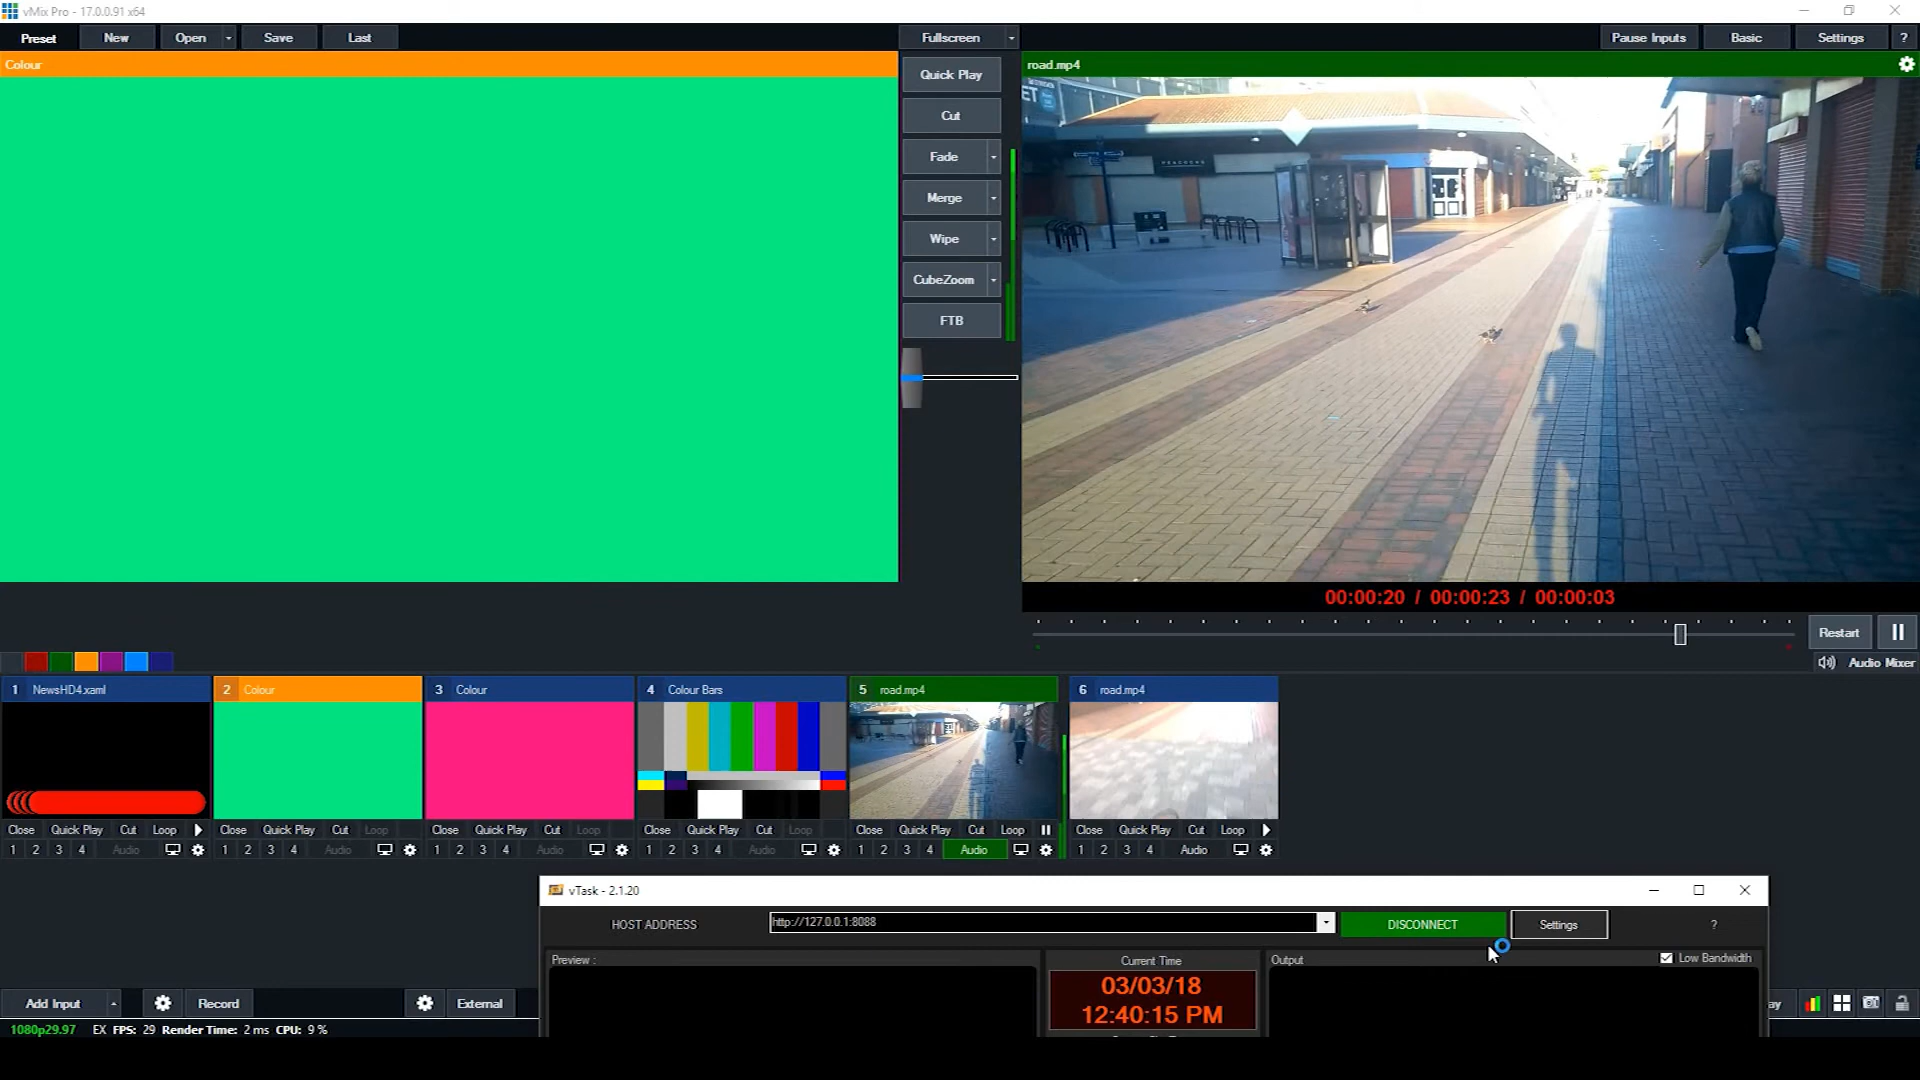 vMix Pro - 17.0.0.91 x64
Preset New Open Save Last Fullscreen Pause Inputs Basic Settings ?
Colour
road.mp4
Quick Play
Cut
Fade
Merge
Wipe
CubeZoom
FTB
PEACOCKS
ET
00:00:20 / 00:00:23 / 00:00:03
Restart
Audio Mixer
1 NewsHD4.xaml
2 Colour
3 Colour
4 Colour Bars
5 road.mp4
6 road.mp4
Close Quick Play Cut Loop
Close Quick Play Cut Loop
Close Quick Play Cut Loop
Close Quick Play Cut Loop
Close Quick Play Cut Loop
Close Quick Play Cut Loop
1 2 3 4 Audio
1 2 3 4 Audio
1 2 3 4 Audio
1 2 3 4 Audio
1 2 3 4 Audio
1 2 3 4 Audio
vTask - 2.1.20
HOST ADDRESS http://127.0.0.1:8088 DISCONNECT Settings ?
Preview :
Current Time
03/03/18
12:40:15 PM
Output
Low Bandwidth
Add Input Record External
ay
1080p29.97 EX FPS: 29 Render Time: 2 ms CPU: 9 %